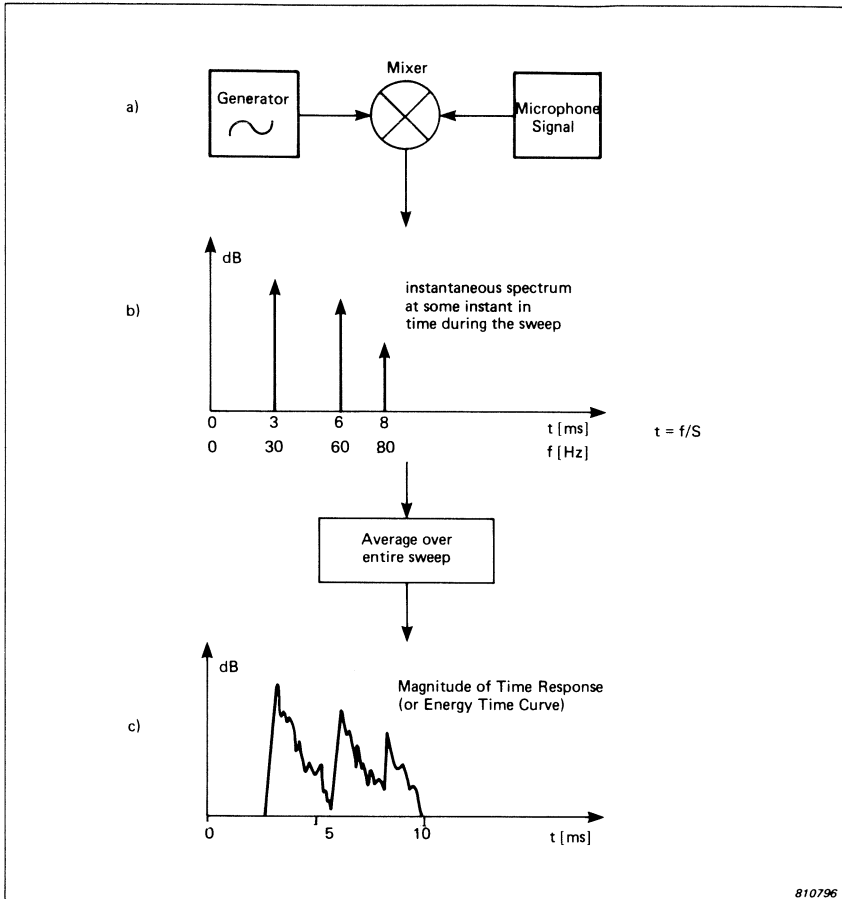 Mixer
a)
Generator
Microphone
Signal
dB
instantaneous spectrum
at some instant in
time during the sweep
b)
0 3 6 8 t [ms]
t = f/S
0 30 60 80 f [Hz]
Average over
entire sweep
dB
Magnitude of Time Response
(or Energy Time Curve)
c)
0 5 10 t [ms]
810796